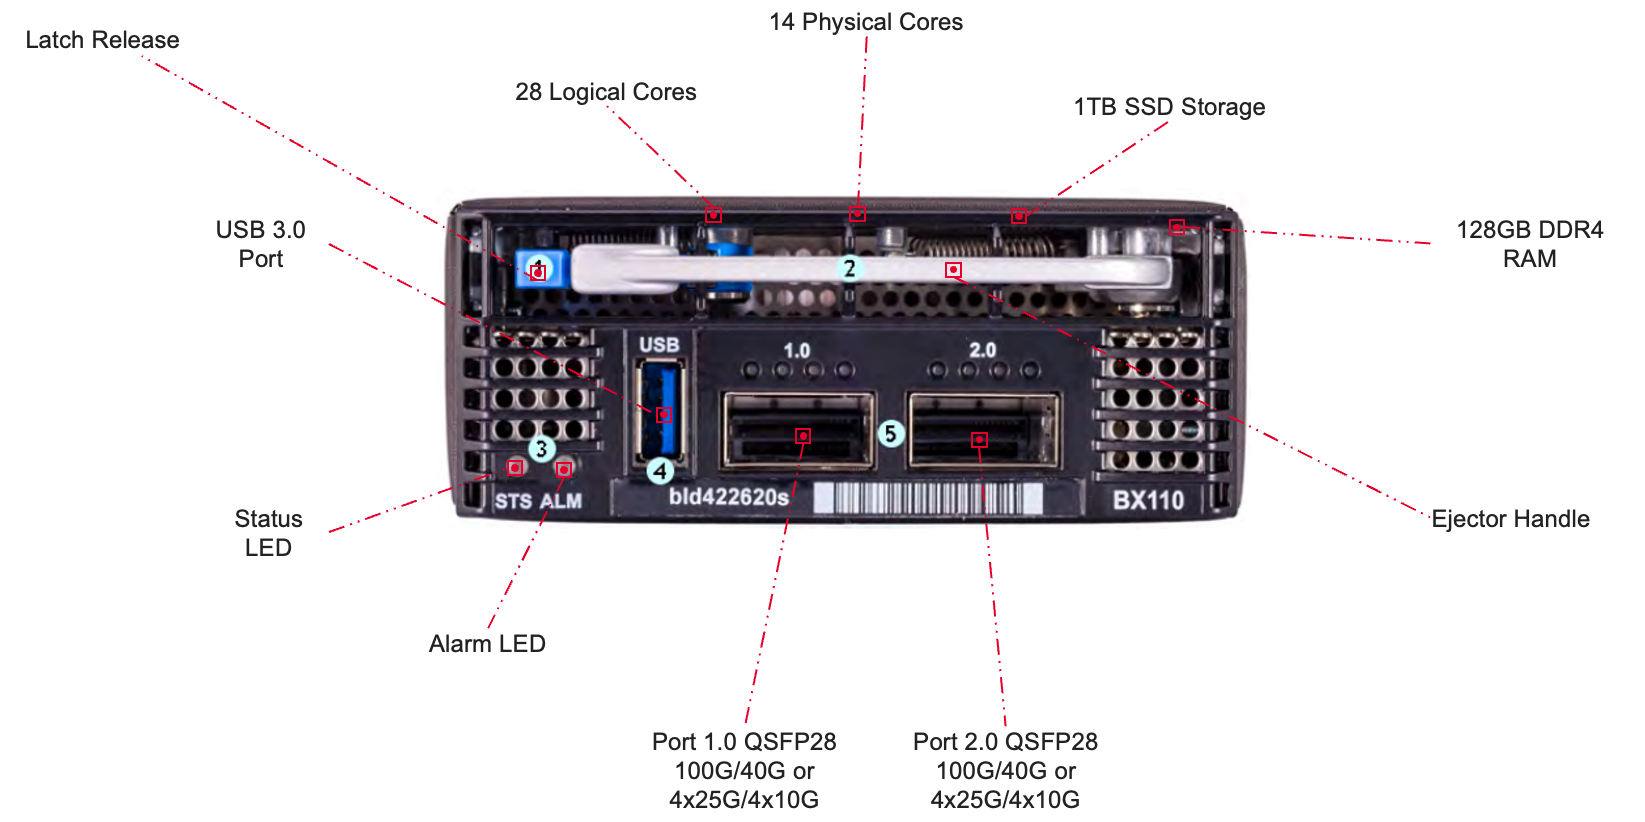 14 Physical Cores
Latch Release
28 Logical Cores
1TB SSD Storage
USB 3.0
Port
128GB DDR4
RAM
1
2
USB
1.0
2.0
3
4
5
STS ALM
bld422620s
BX110
Status
LED
Ejector Handle
Alarm LED
Port 1.0 QSFP28
100G/40G or
4x25G/4x10G
Port 2.0 QSFP28
100G/40G or
4x25G/4x10G